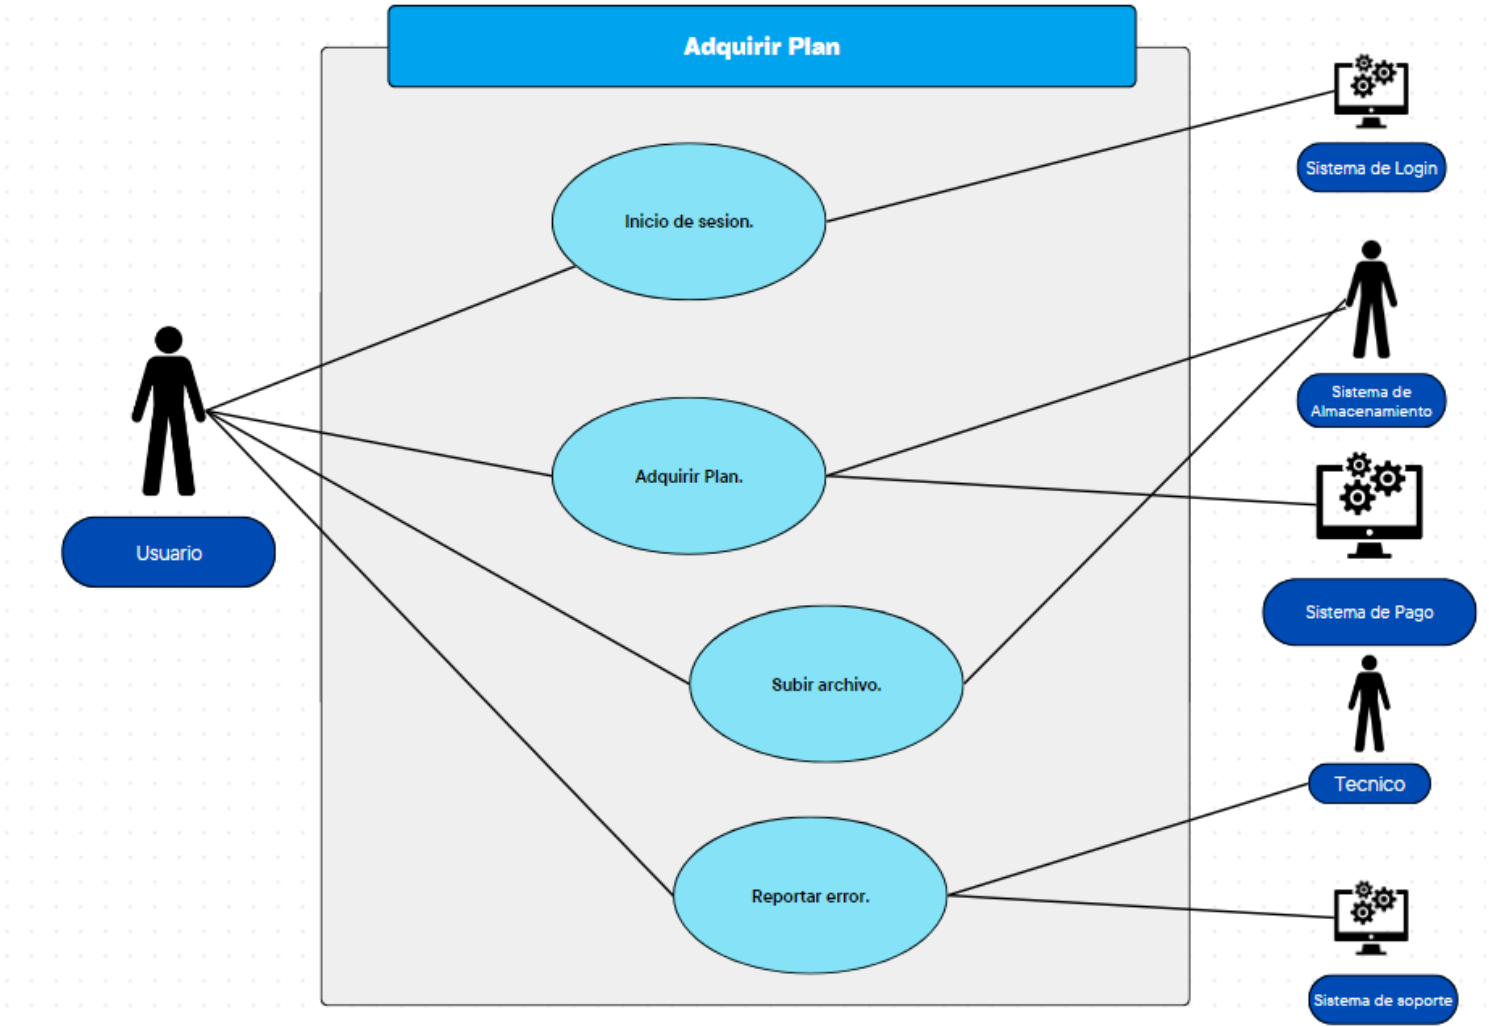 Adquirir Plan
Sistema de Login
Inicio de sesion.
Sistema de
Almacenamiento
Adquirir Plan.
Usuario
Sistema de Pago
Subir archivo.
Tecnico
Reportar error.
Sistema de soporte